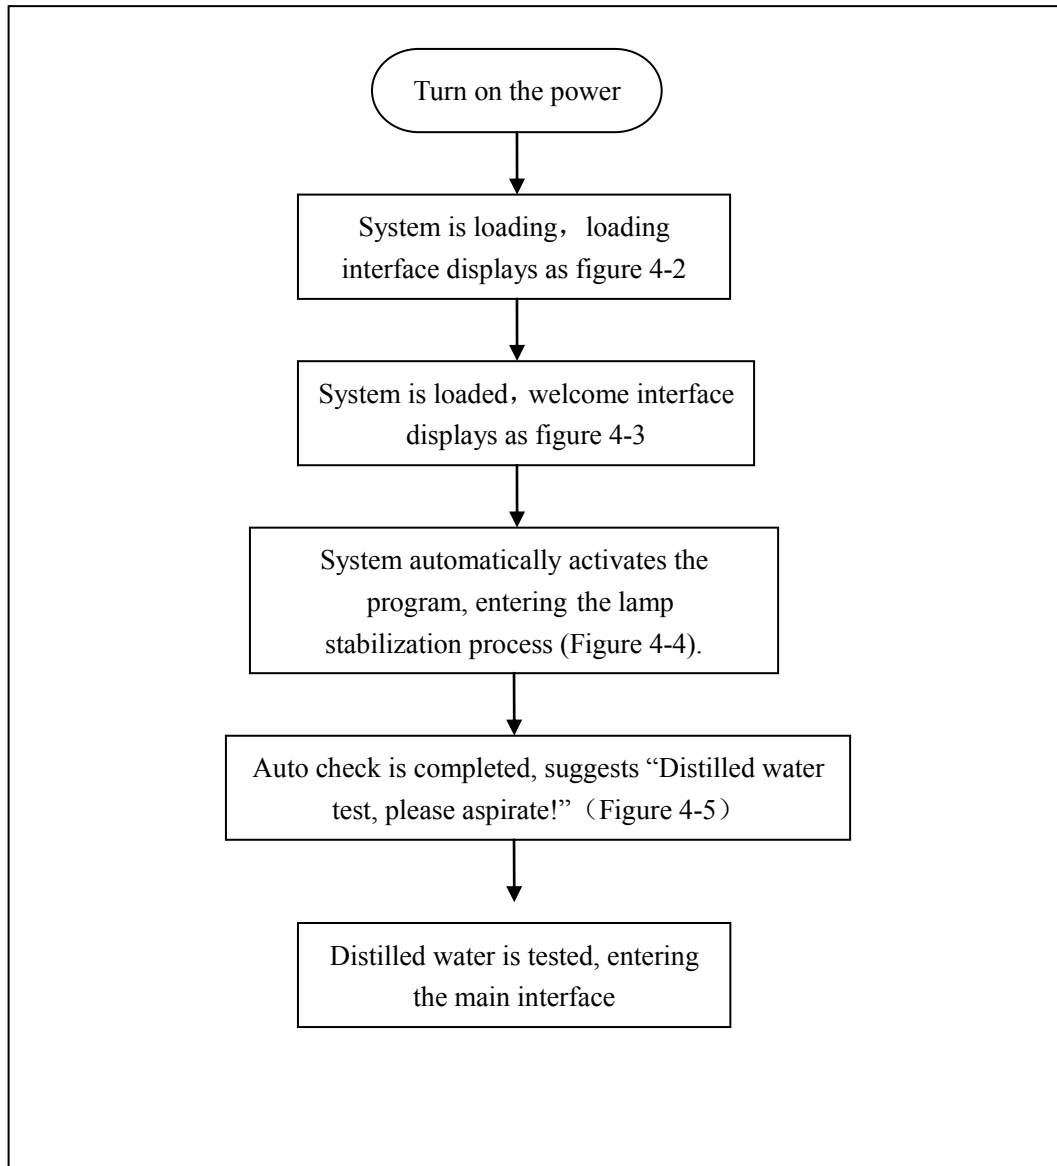 Turn on the power
System is loading，loading
interface displays as figure 4-2
System is loaded，welcome interface
displays as figure 4-3
System automatically activates the
program, entering the lamp
stabilization process (Figure 4-4).
Auto check is completed, suggests “Distilled water
test, please aspirate!”（Figure 4-5）
Distilled water is tested, entering
the main interface